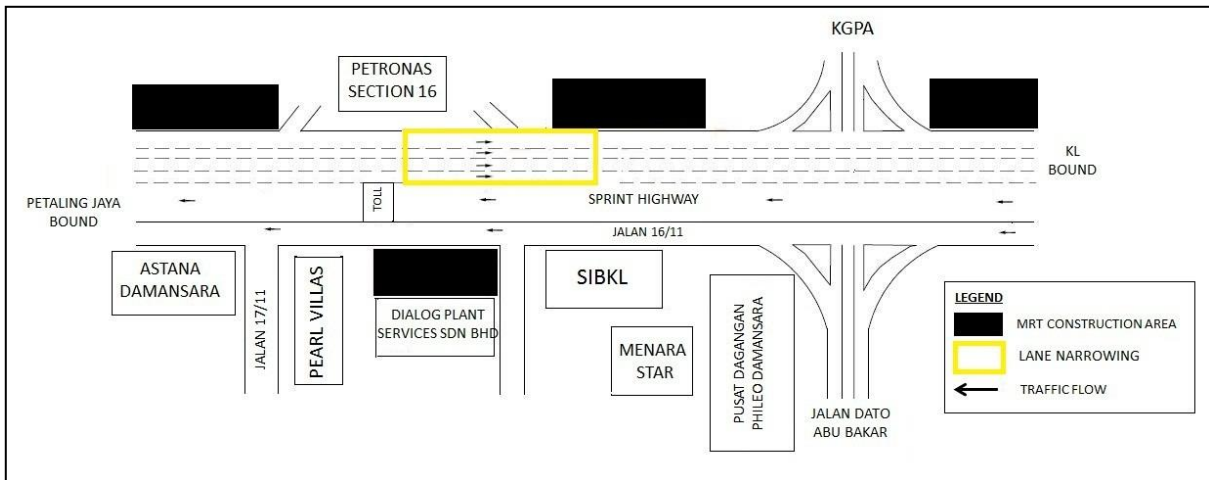 KGPA
PETRONAS
SECTION 16
KL
BOUND
PETALING JAYA
BOUND
TOLL
SPRINT HIGHWAY
JALAN 16/11
ASTANA
DAMANSARA
JALAN 17/11
PEARL VILLAS
DIALOG PLANT
SERVICES SDN BHD
SIBKL
MENARA
STAR
PUSAT DAGANGAN
PHILEO DAMANSARA
JALAN DATO
ABU BAKAR
LEGEND
MRT CONSTRUCTION AREA
LANE NARROWING
TRAFFIC FLOW